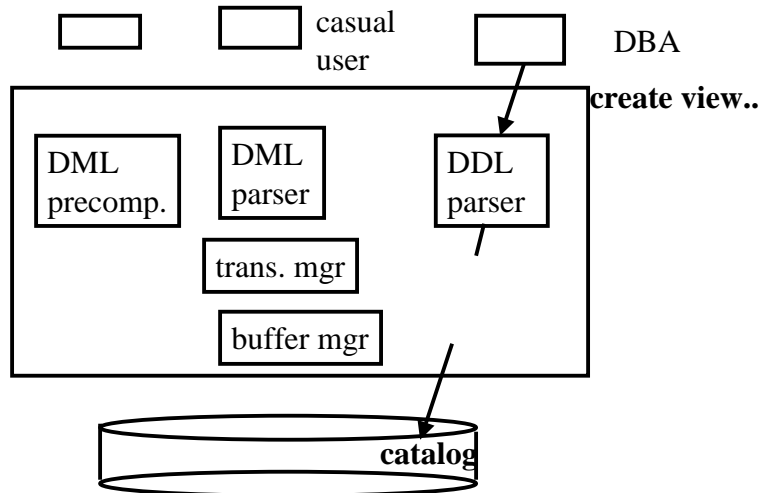 casual
user
DBA
create view..
DML
precomp.
DML
parser
DDL
parser
trans. mgr
buffer mgr
catalog